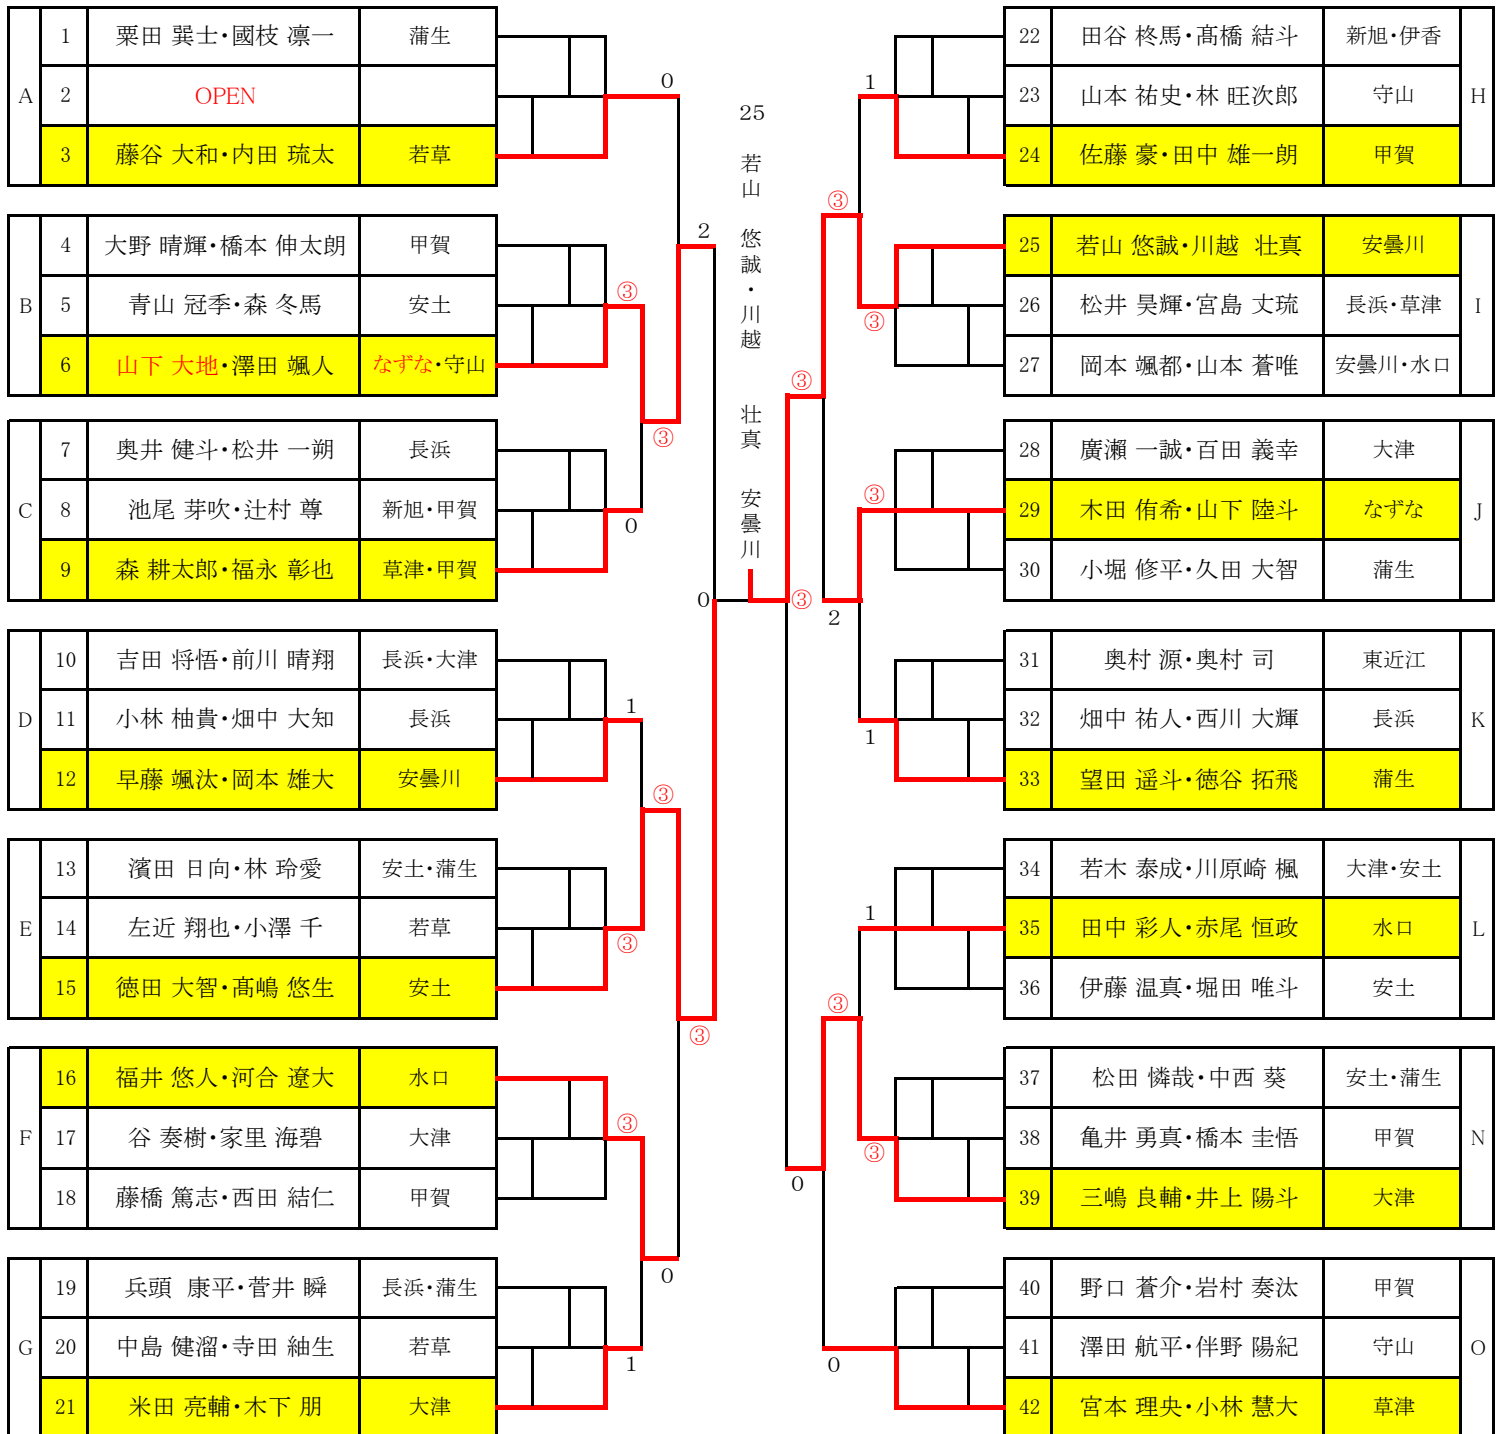 A
1 栗田 巽士・國枝 凛一 蒲生
2 OPEN
3 藤谷 大和・内田 琉太 若草
B
4 大野 晴輝・橋本 伸太朗 甲賀
5 青山 冠季・森 冬馬 安土
6 山下 大地・澤田 颯人 なずな・守山
C
7 奥井 健斗・松井 一朔 長浜
8 池尾 芽吹・辻村 尊 新旭・甲賀
9 森 耕太郎・福永 彰也 草津・甲賀
D
10 吉田 将悟・前川 晴翔 長浜・大津
11 小林 柚貴・畑中 大知 長浜
12 早藤 颯汰・岡本 雄大 安曇川
E
13 濱田 日向・林 玲愛 安土・蒲生
14 左近 翔也・小澤 千 若草
15 徳田 大智・髙嶋 悠生 安土
F
16 福井 悠人・河合 遼大 水口
17 谷 奏樹・家里 海碧 大津
18 藤橋 篤志・西田 結仁 甲賀
G
19 兵頭 康平・菅井 瞬 長浜・蒲生
20 中島 健溜・寺田 紬生 若草
21 米田 亮輔・木下 朋 大津
0
2
③
③
0
0
1
③
③
③
③
0
1
25 若山 悠誠・川越 壮真 安曇川
1
③
③
③
③
③
2
1
1
③
③
0
0
22 田谷 柊馬・髙橋 結斗 新旭・伊香
23 山本 祐史・林 旺次郎 守山
24 佐藤 豪・田中 雄一朗 甲賀
H
25 若山 悠誠・川越 壮真 安曇川
26 松井 昊輝・宮島 丈琉 長浜・草津
27 岡本 颯都・山本 蒼唯 安曇川・水口
I
28 廣瀬 一誠・百田 義幸 大津
29 木田 侑希・山下 陸斗 なずな
30 小堀 修平・久田 大智 蒲生
J
31 奥村 源・奥村 司 東近江
32 畑中 祐人・西川 大輝 長浜
33 望田 遥斗・徳谷 拓飛 蒲生
K
34 若木 泰成・川原崎 楓 大津・安土
35 田中 彩人・赤尾 恒政 水口
36 伊藤 温真・堀田 唯斗 安土
L
37 松田 憐哉・中西 葵 安土・蒲生
38 亀井 勇真・橋本 圭悟 甲賀
39 三嶋 良輔・井上 陽斗 大津
N
40 野口 蒼介・岩村 奏汰 甲賀
41 澤田 航平・伴野 陽紀 守山
42 宮本 理央・小林 慧大 草津
O